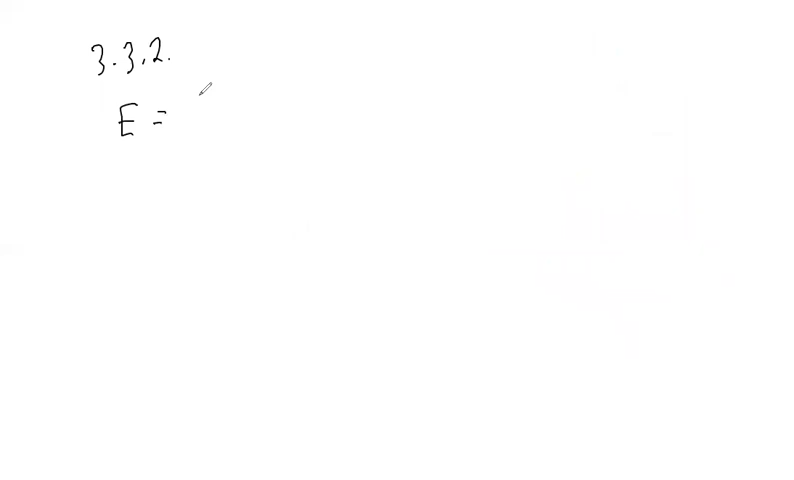 3.3.2.
E =